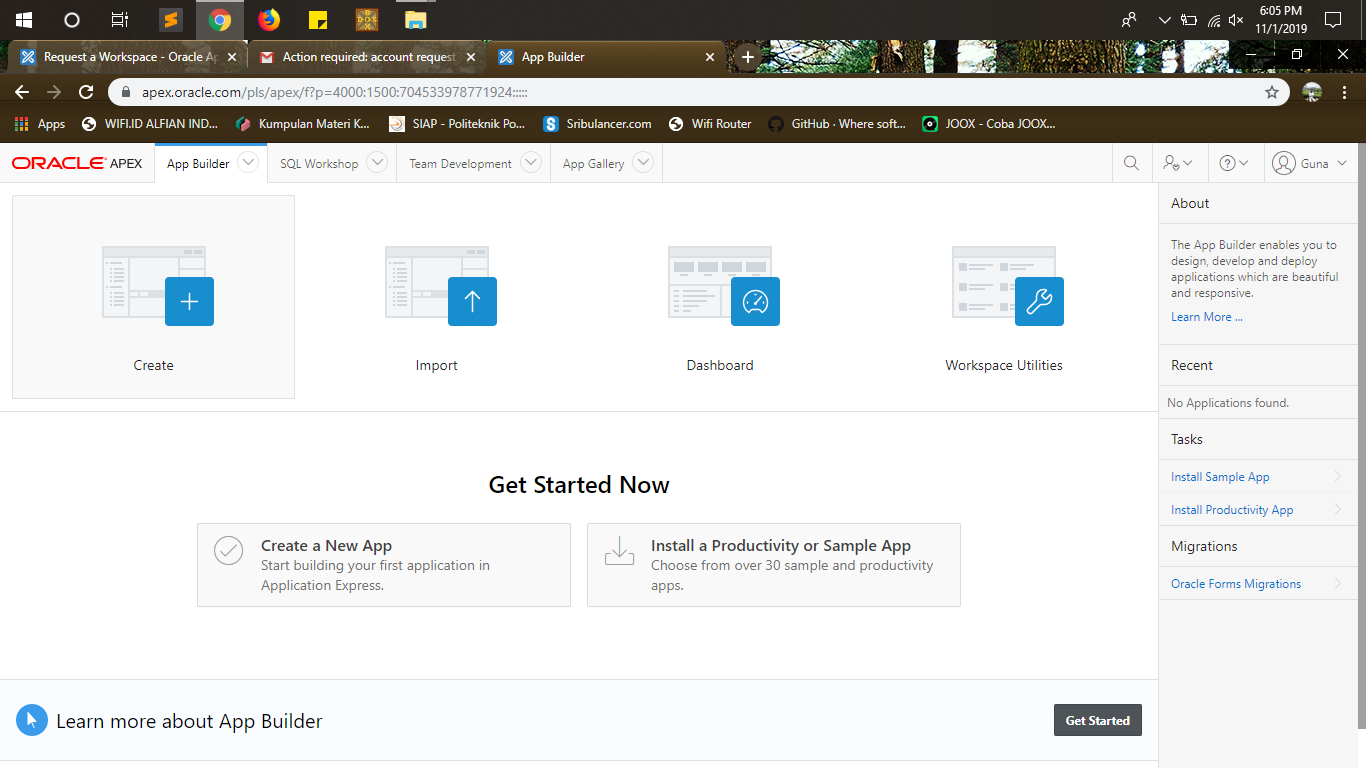 6:05 PM
11/1/2019
Request a Workspace - Oracle Ap
Action required: account request
App Builder
apex.oracle.com/pls/apex/f?p=4000:1500:704533978771924:::::
Apps
WIFI.ID ALFIAN IND...
Kumpulan Materi K...
SIAP - Politeknik Po...
Sribulancer.com
Wifi Router
GitHub · Where soft...
JOOX - Coba JOOX...
ORACLE APEX
App Builder
SQL Workshop
Team Development
App Gallery
Guna
Create
Import
Dashboard
Workspace Utilities
Get Started Now
Create a New App
Start building your first application in
Application Express.
Install a Productivity or Sample App
Choose from over 30 sample and productivity
apps.
Learn more about App Builder
Get Started
About
The App Builder enables you to
design, develop and deploy
applications which are beautiful
and responsive.
Learn More ...
Recent
No Applications found.
Tasks
Install Sample App
Install Productivity App
Migrations
Oracle Forms Migrations